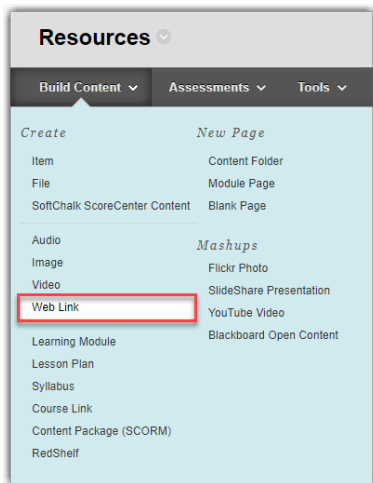 Resources
Build Content
Assessments
Tools
Create
Item
File
SoftChalk ScoreCenter Content
Audio
Image
Video
Web Link
Learning Module
Lesson Plan
Syllabus
Course Link
Content Package (SCORM)
RedShelf
New Page
Content Folder
Module Page
Blank Page
Mashups
Flickr Photo
SlideShare Presentation
YouTube Video
Blackboard Open Content